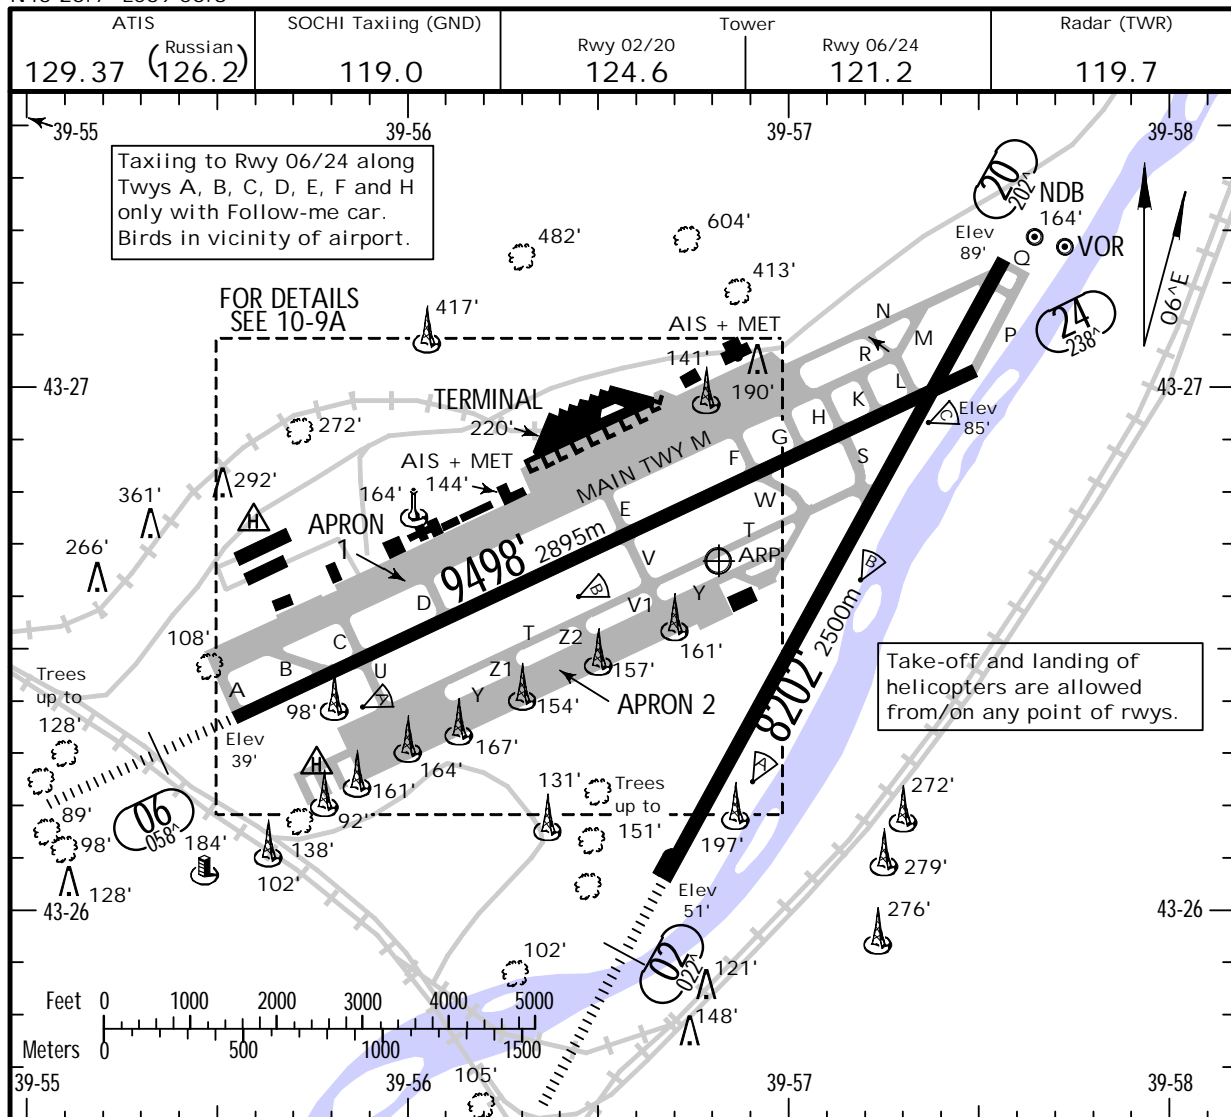 ATIS
SOCHI Taxiing (GND)
Tower
Radar (TWR)
(Russian
Rwy 02/20
Rwy 06/24
129.37
126.2)
119.0
124.6
121.2
119.7
39-55
39-56
39-57
39-58
Taxiing to Rwy 06/24 along
Twys A, B, C, D, E, F and H
only with Follow-me car.
Birds in vicinity of airport.
20
202^
NDB
164'
VOR
Elev
89'
Q
604'
482'
413'
06^E
FOR DETAILS
SEE 10-9A
417'
AIS + MET
141'
190'
N
M
R
P
24
238^
43-27
43-27
TERMINAL
220'
L
K
H
C
Elev
85'
272'
G
F
S
MAIN TWY M
AIS + MET
144'
292'
164'
361'
H
E
W
APRON
1
9498'
2895m
T
V
ARP
266'
B
B
D
V1
Y
2500m
108'
C
T
Z2
161'
Trees
up to
128'
A
B
U
Z1
157'
Y
A
98'
154'
APRON 2
8202'
Take-off and landing of
helicopters are allowed
from/on any point of rwys.
Elev
39'
167'
H
164'
A
161'
131'
Trees
up to
151'
272'
89'
06
058^
92'
98'
184'
138'
197'
102'
279'
128'
43-26
Elev
51'
276'
43-26
102'
02
022^
121'
148'
Feet
0
1000
2000
3000
4000
5000
Meters
0
500
1000
1500
105'
39-55
39-56
39-57
39-58